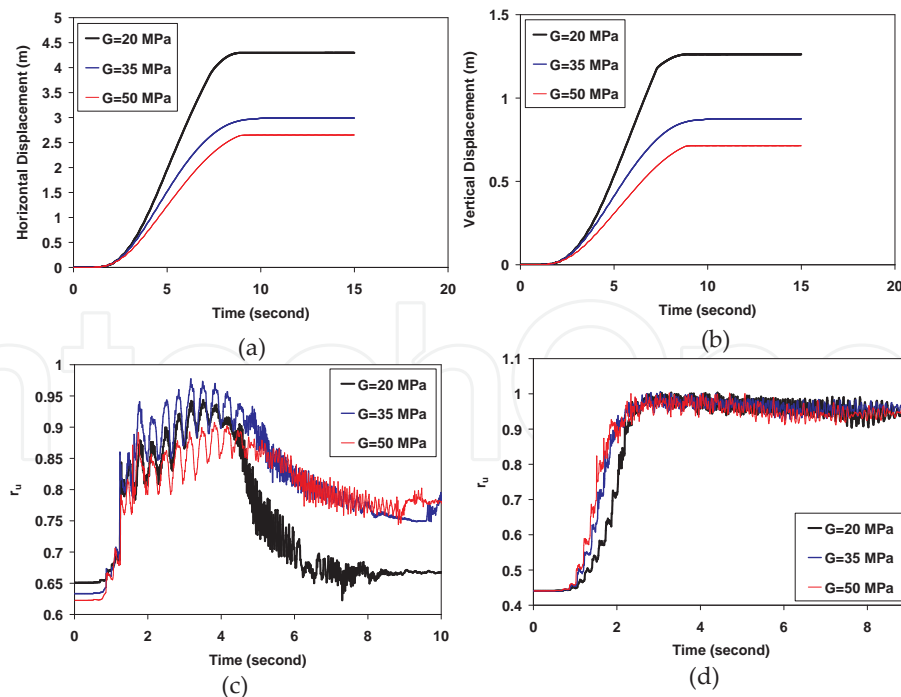 (a)
Horizontal Displacement (m)
5
4.5
4
3.5
3
2.5
2
1.5
1
0.5
0
G=20 MPa
G=35 MPa
G=50 MPa
0 5 10 15 20
Time (second)
(b)
Vertical Displacement (m)
1.5
1
0.5
0
G=20 MPa
G=35 MPa
G=50 MPa
0 5 10 15 20
Time (second)
(c)
r_u
1
0.95
0.9
0.85
0.8
0.75
0.7
0.65
0.6
G=20 MPa
G=35 MPa
G=50 MPa
0 2 4 6 8 10
Time (second)
(d)
r_u
1.1
1
0.9
0.8
0.7
0.6
0.5
0.4
G=20 MPa
G=35 MPa
G=50 MPa
0 2 4 6 8
Time (second)